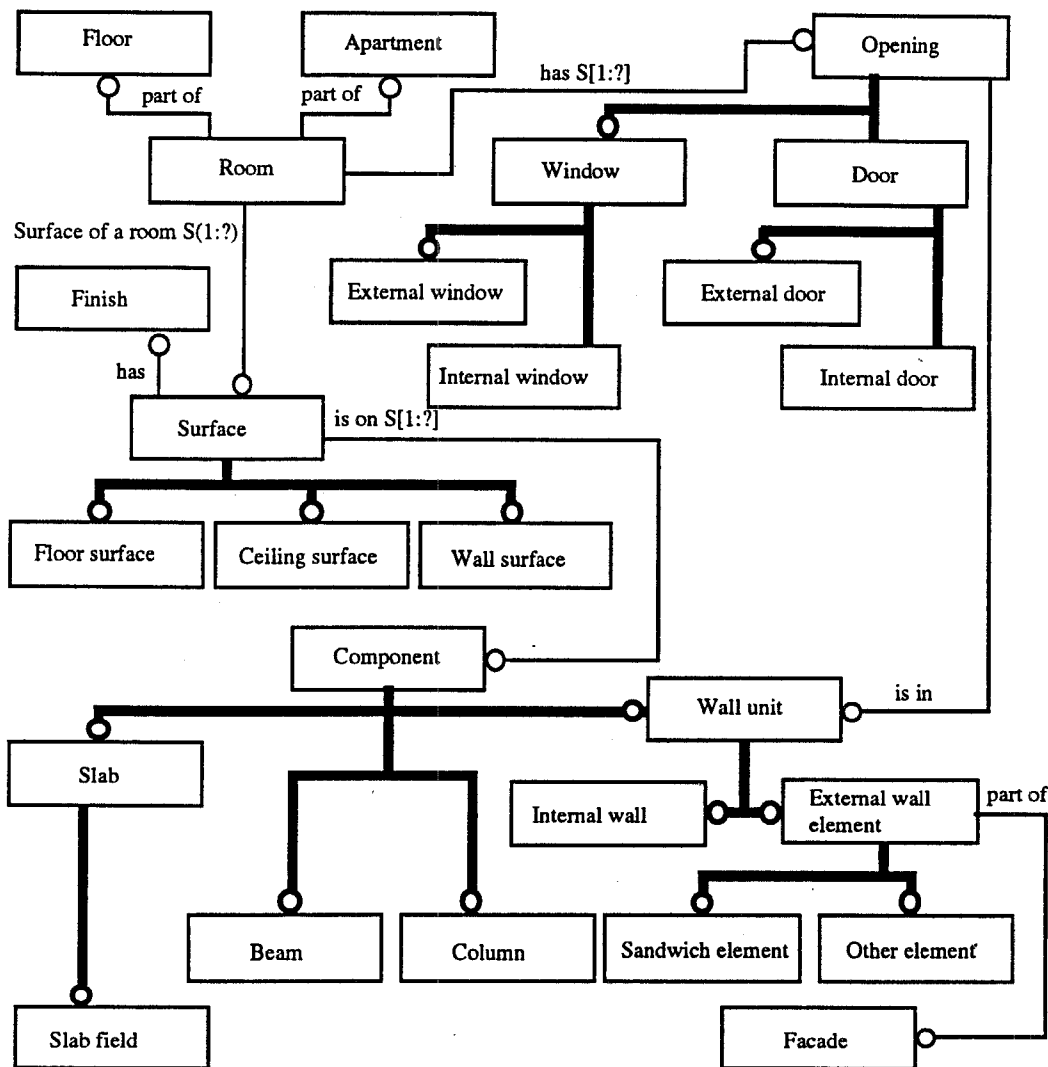 Floor
Apartment
Opening
has S[1:?]
part of
part of
Room
Window
Door
Surface of a room S(1:?)
Finish
External window
External door
has
Internal window
Internal door
Surface
is on S[1:?]
Floor surface
Ceiling surface
Wall surface
Component
Wall unit
is in
Slab
Internal wall
External wall
element
part of
Beam
Column
Sandwich element
Other element
Slab field
Facade